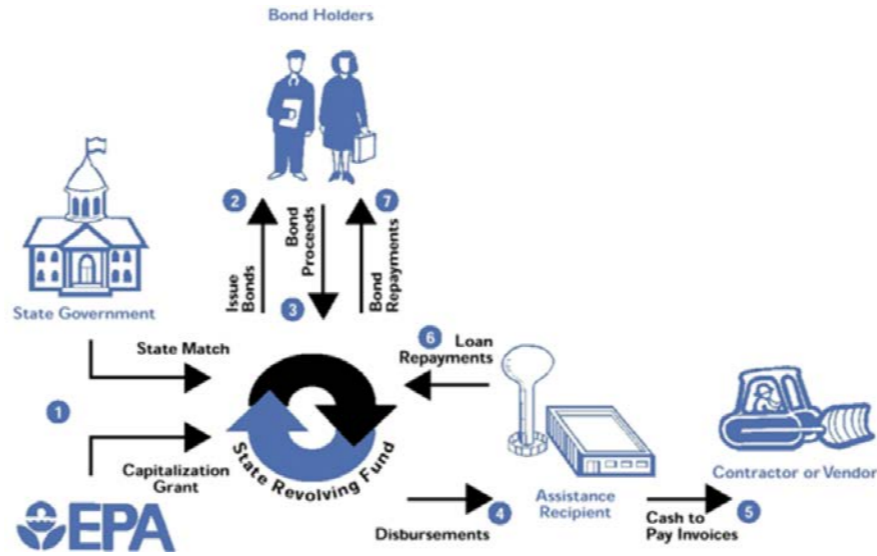 Bond Holders
2
7
Issue
Bonds
Bond
Proceeds
Bond
Repayments
3
State Government
State Match
6
Loan
Repayments
1
Capitalization
Grant
State Revolving Fund
EPA
Disbursements
4
Assistance
Recipient
Cash to
Pay Invoices
5
Contractor or Vendor